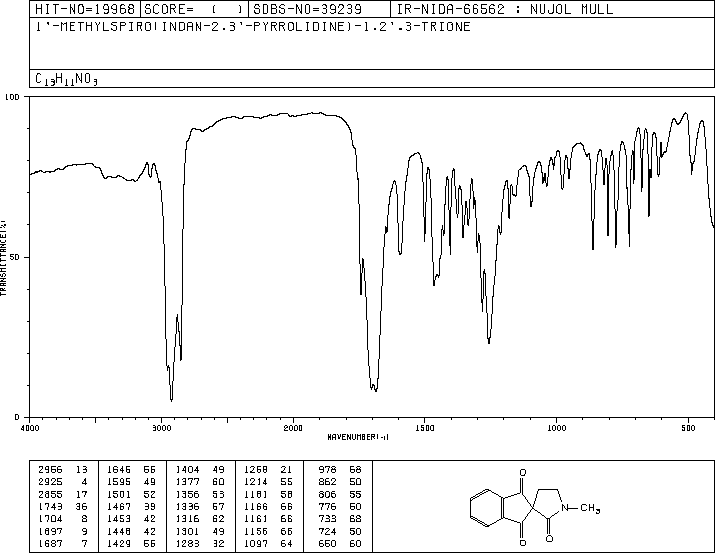 HIT-NO=19968 SCORE= ( ) SDBS-NO=39239 IR-NIDA-66562 : NUJOL MULL
1'-METHYLSPIRO(INDAN-2.3'-PYRROLIDINE)-1.2'.3-TRIONE
C13H11NO3
100
50
0
TRANSMITTANCE(%)
4000 3000 2000 1500 1000 500
WAVENUMBER(-1)
2956 13 1646 55 1404 49 1258 21 978 68
2925 4 1595 49 1377 60 1214 55 862 50
2855 17 1501 52 1356 53 1181 58 806 55
1743 36 1467 39 1336 57 1166 66 776 50
1704 8 1453 42 1316 62 1161 66 733 68
1697 9 1448 42 1301 49 1156 66 724 50
1687 7 1429 55 1283 32 1097 64 650 60
O
N CH3
O O